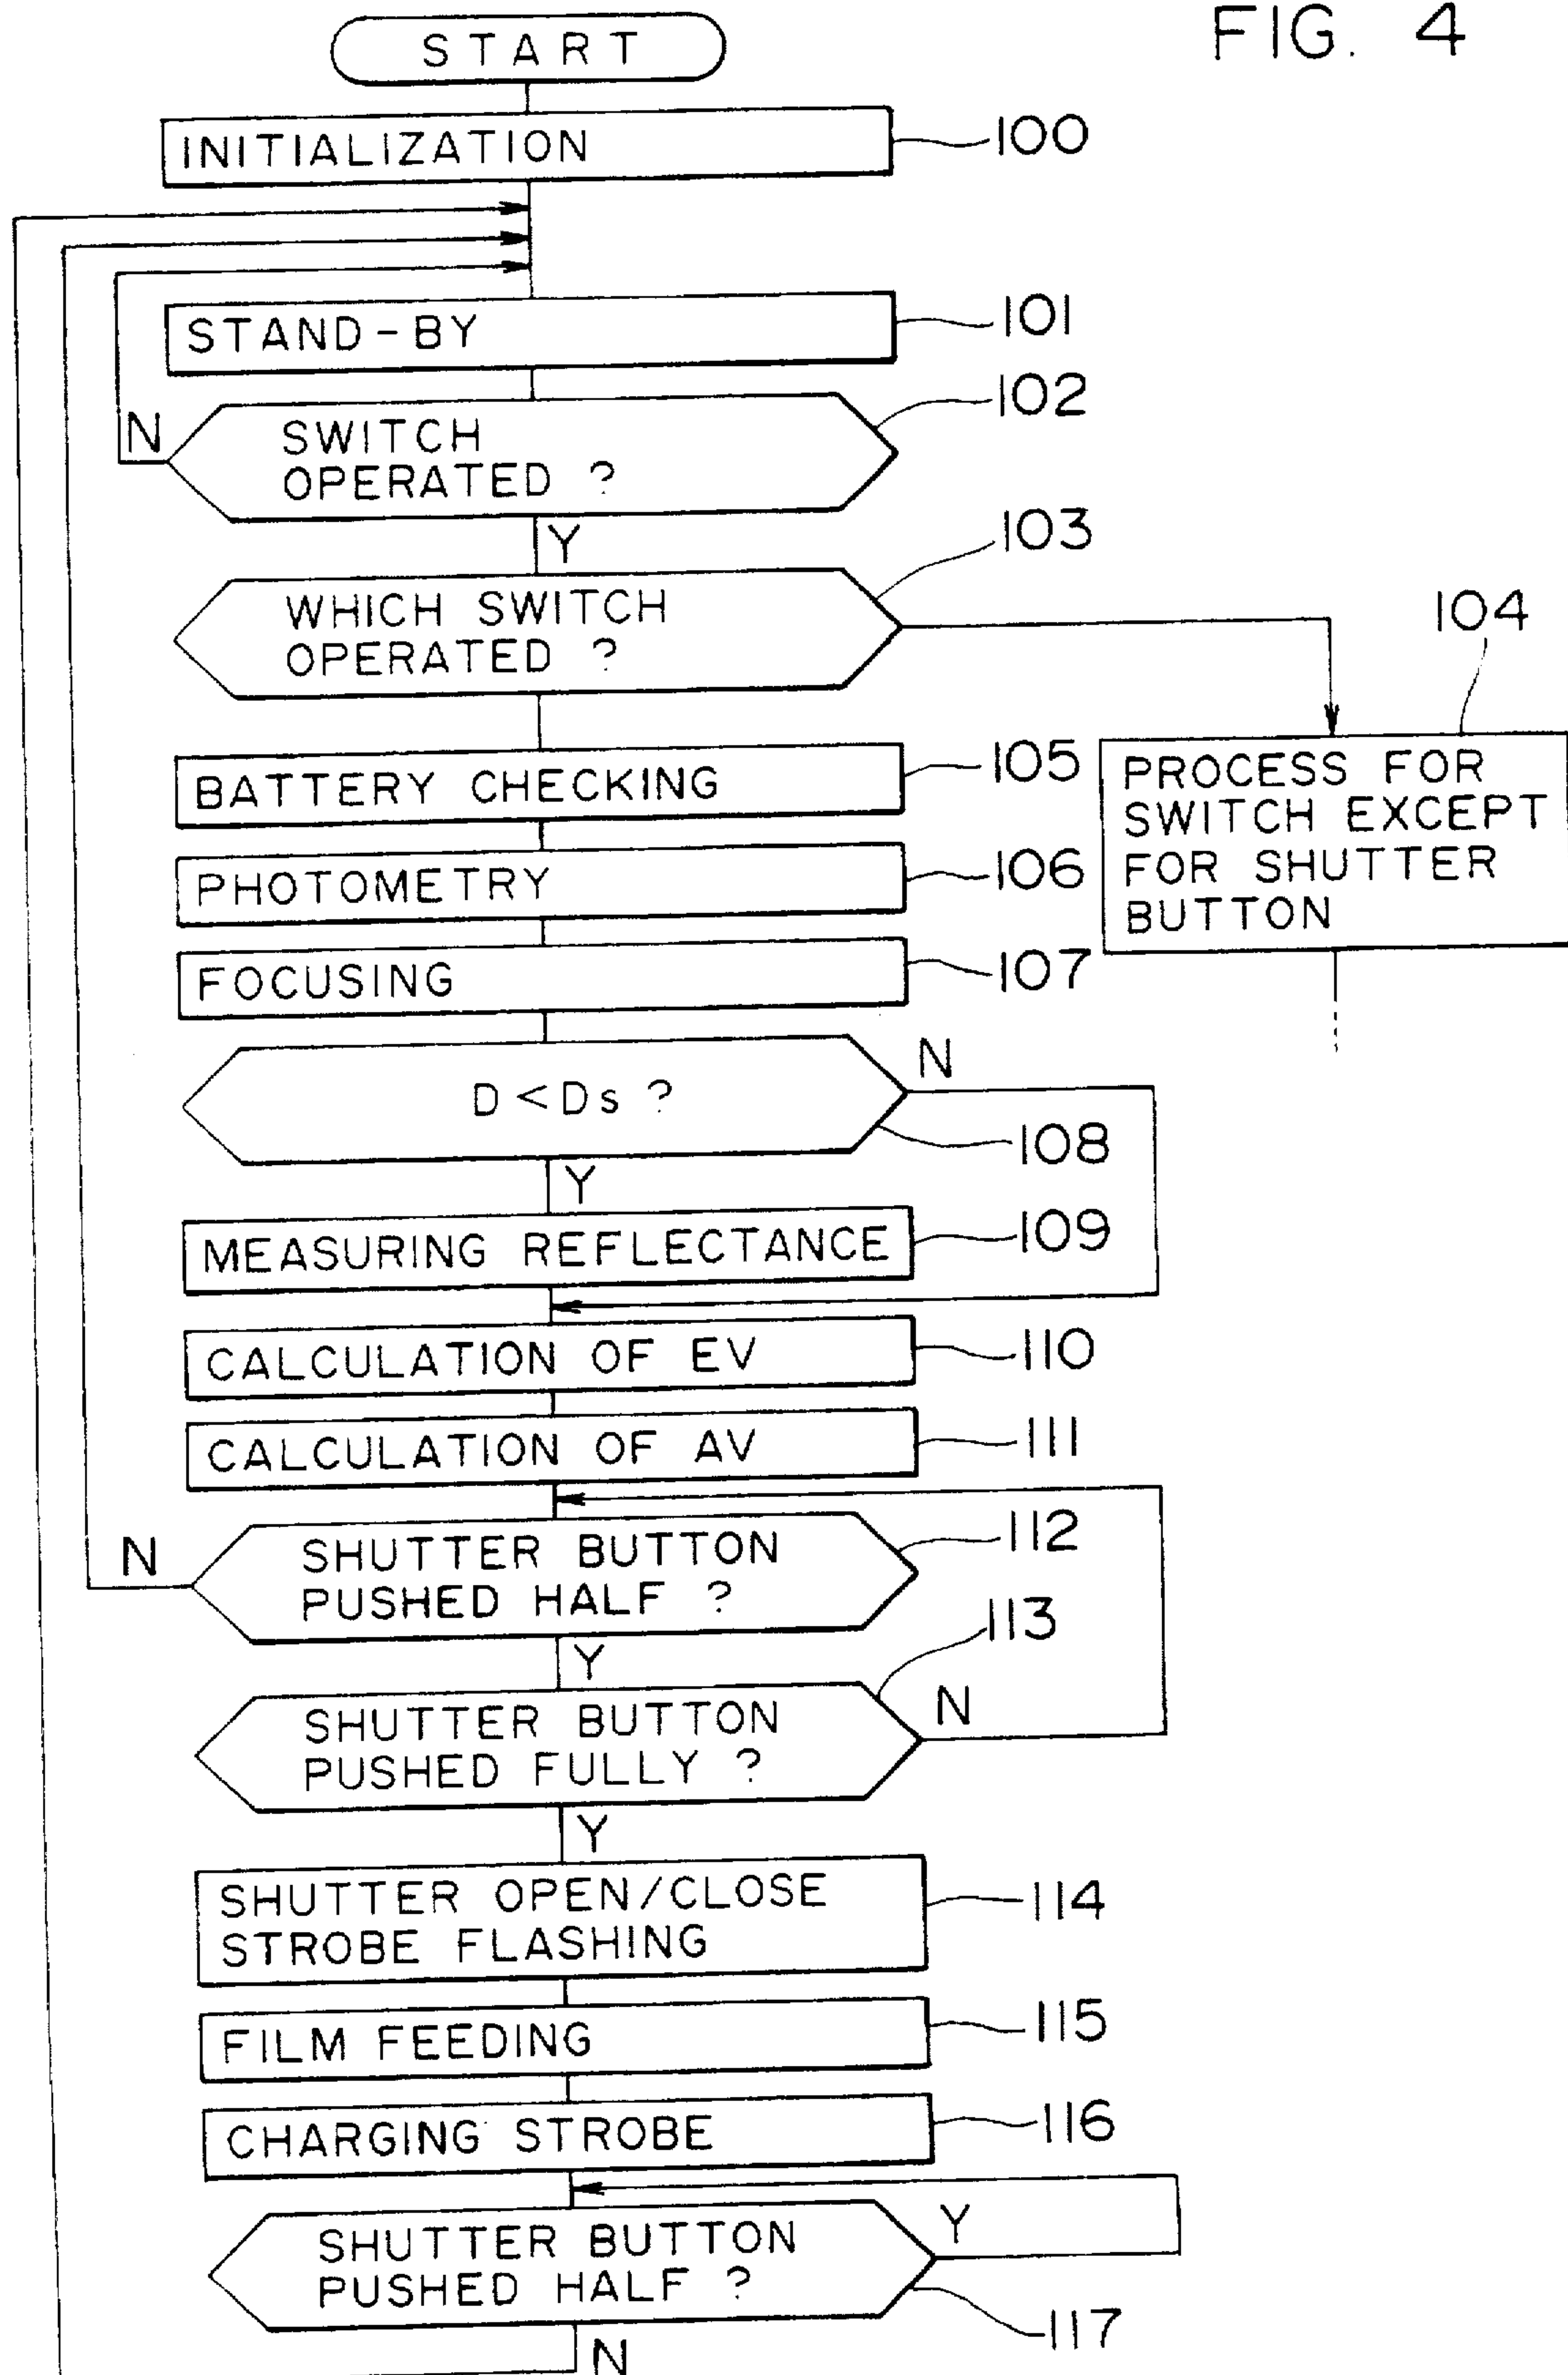 FIG. 4
START
INITIALIZATION
100
STAND-BY
101
102
N
SWITCH
OPERATED ?
Y
103
WHICH SWITCH
OPERATED ?
104
PROCESS FOR
SWITCH EXCEPT
FOR SHUTTER
BUTTON
BATTERY CHECKING
105
PHOTOMETRY
106
FOCUSING
107
N
D < Ds ?
108
Y
MEASURING REFLECTANCE
109
CALCULATION OF EV
110
CALCULATION OF AV
111
N
SHUTTER BUTTON
PUSHED HALF ?
112
Y
113
SHUTTER BUTTON
PUSHED FULLY ?
N
Y
SHUTTER OPEN/CLOSE
STROBE FLASHING
114
FILM FEEDING
115
CHARGING STROBE
116
SHUTTER BUTTON
PUSHED HALF ?
Y
117
N